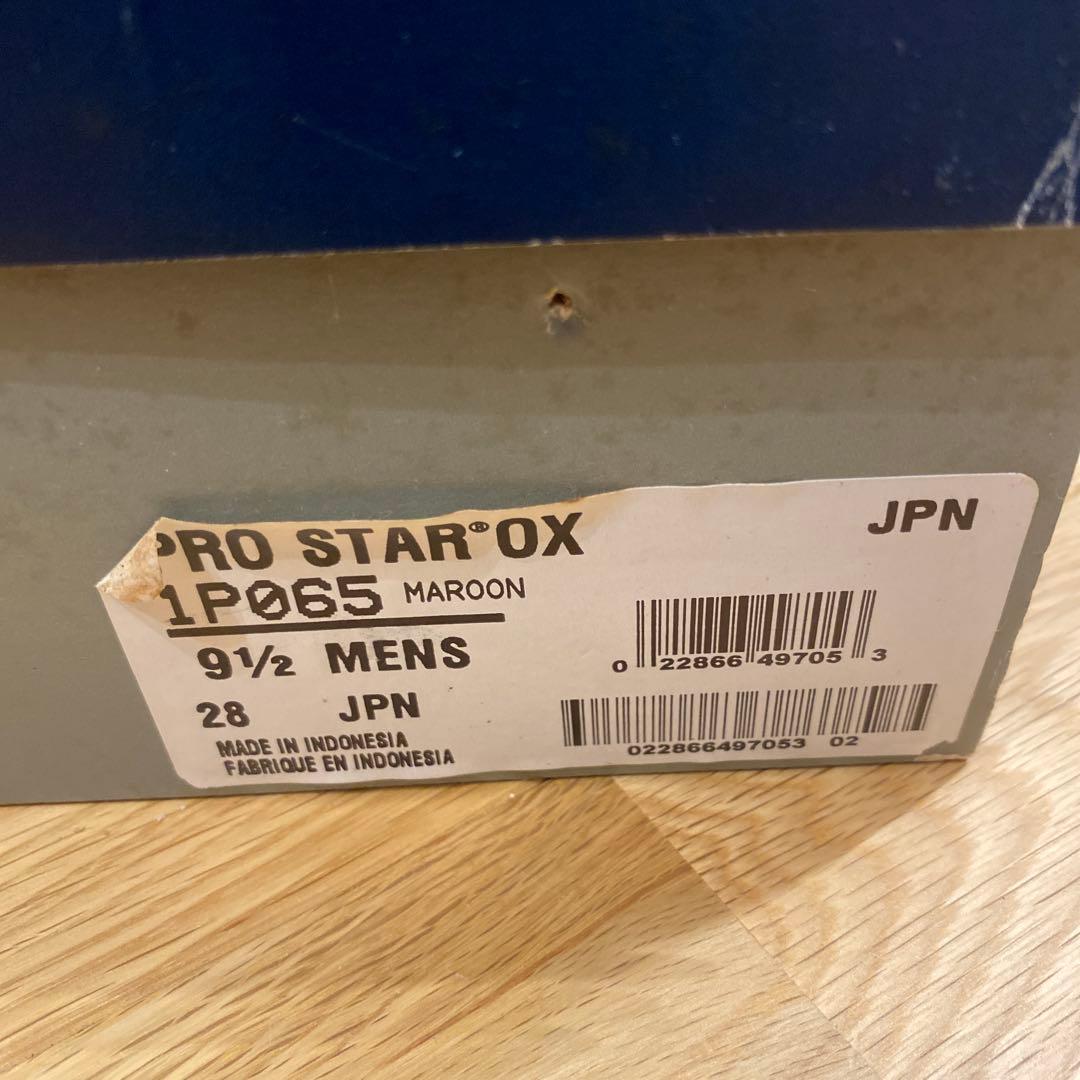 PRO STAR®OX
JPN
1P065 MAROON
9½ MENS
28 JPN
MADE IN INDONESIA
FABRIQUE EN INDONESIA
0 22866 49705 3
022866497053 02